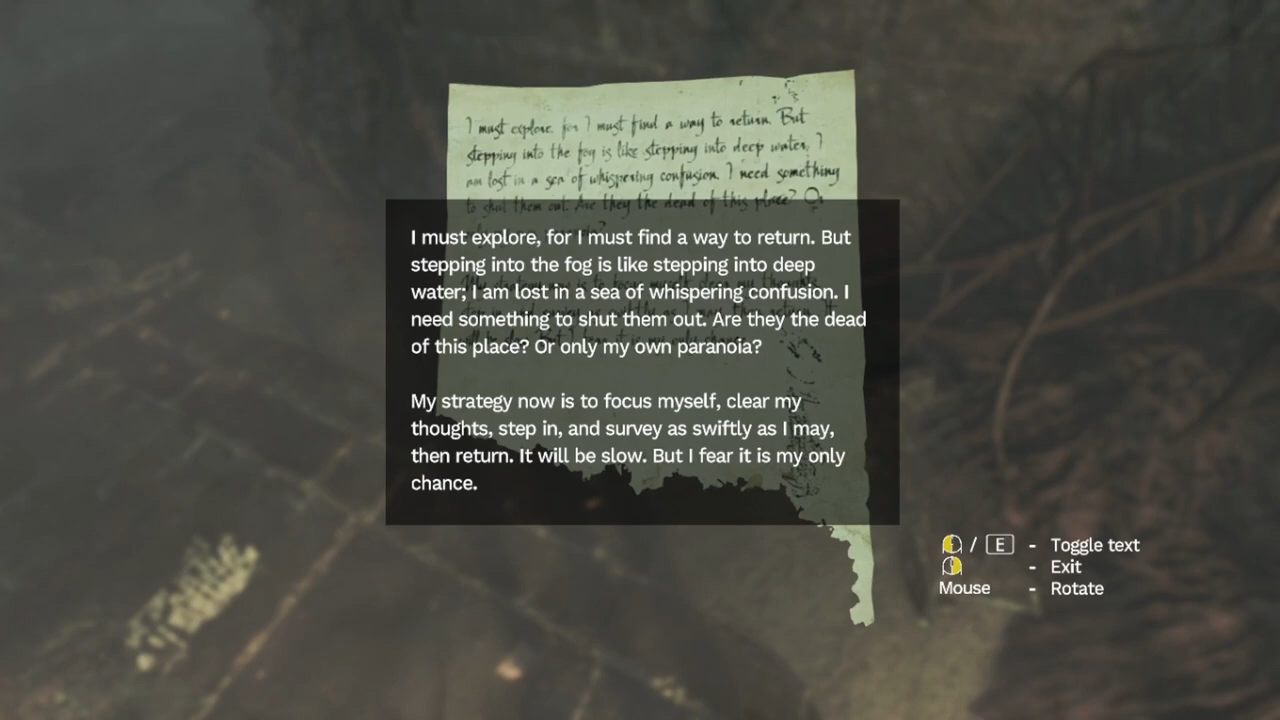 I must explore, for I must find a way to return. But
stepping into the fog is like stepping into deep water, I
am lost in a sea of whispering confusion. I need something
to shut them out. Are they the dead of this place? Or
I must explore, for I must find a way to return. But
stepping into the fog is like stepping into deep
water; I am lost in a sea of whispering confusion. I
need something to shut them out. Are they the dead
of this place? Or only my own paranoia?
My strategy now is to focus myself, clear my
thoughts, step in, and survey as swiftly as I may,
then return. It will be slow. But I fear it is my only
chance.
/ E - Toggle text
- Exit
Mouse - Rotate